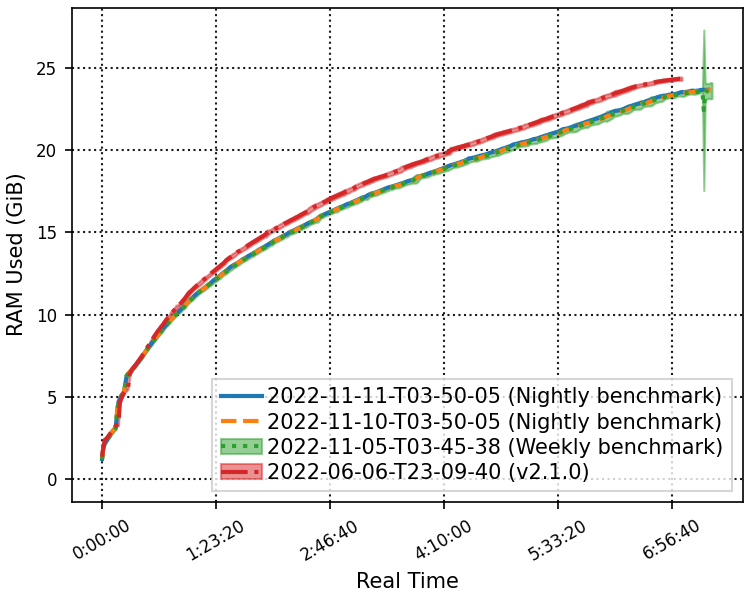 25
20
15
10
5
0
RAM Used (GiB)
2022-11-11-T03-50-05 (Nightly benchmark)
2022-11-10-T03-50-05 (Nightly benchmark)
2022-11-05-T03-45-38 (Weekly benchmark)
2022-06-06-T23-09-40 (v2.1.0)
0:00:00
1:23:20
2:46:40
4:10:00
5:33:20
6:56:40
Real Time